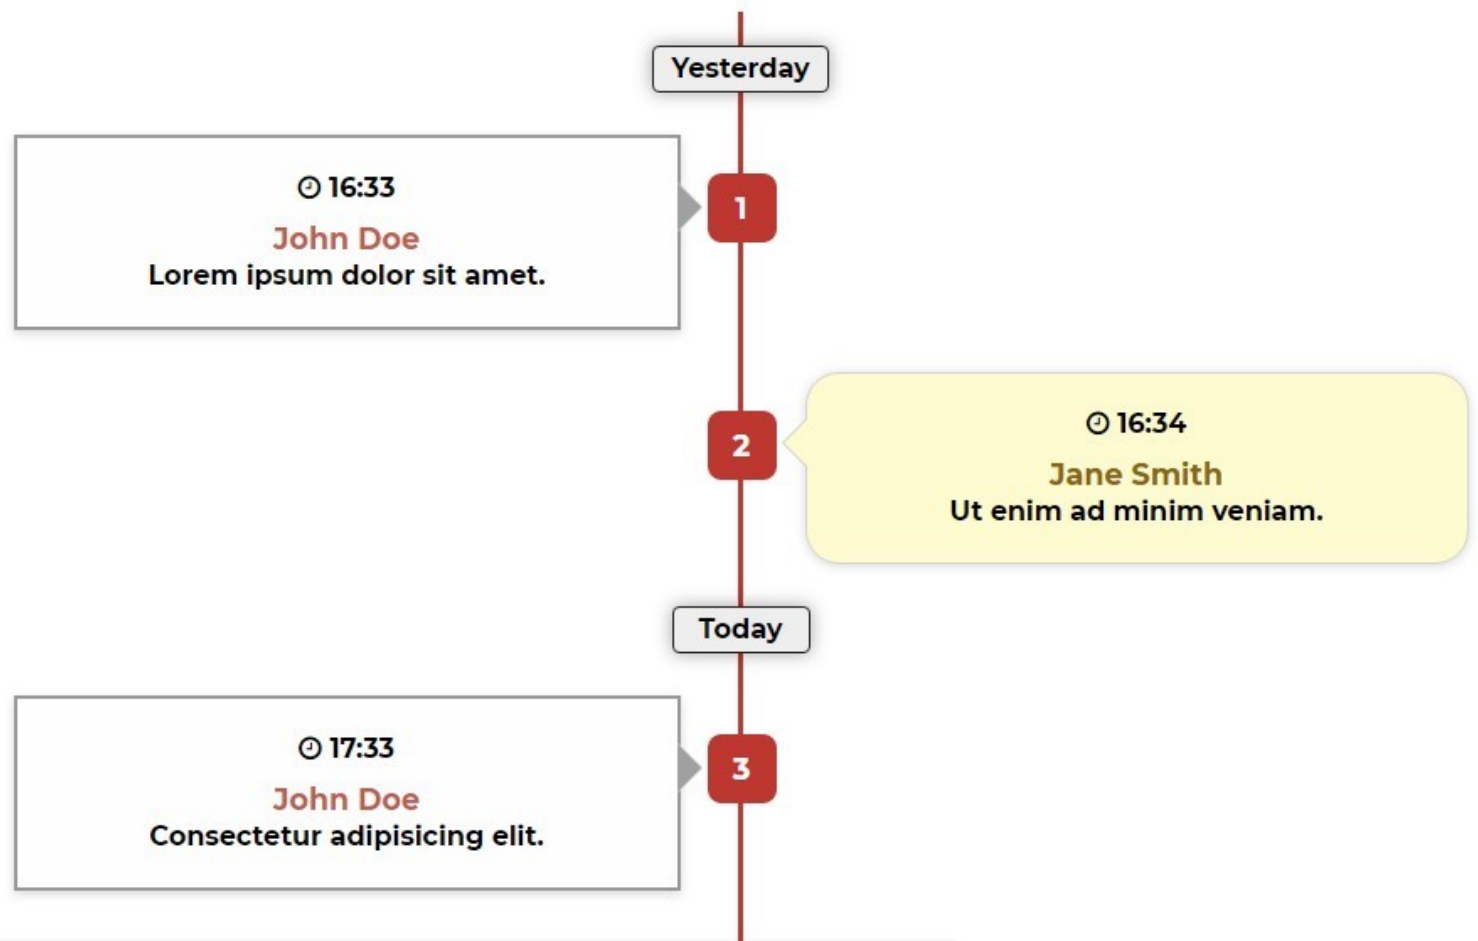 Yesterday
16:33
1
John Doe
Lorem ipsum dolor sit amet.
16:34
2
Jane Smith
Ut enim ad minim veniam.
Today
17:33
3
John Doe
Consectetur adipisicing elit.